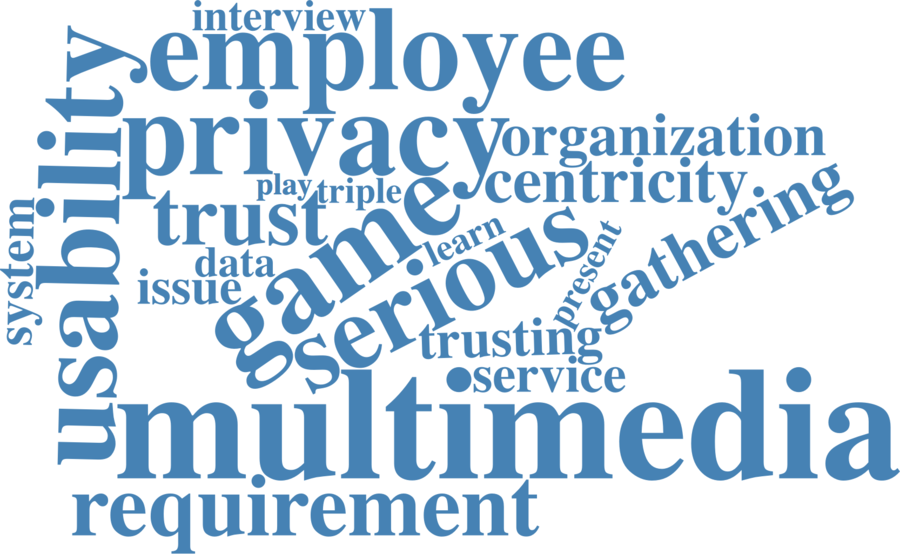 interview
employee
usability
privacy
organization
centricity
play
triple
trust
game
gathering
system
learn
serious
present
data
issue
trusting
service
multimedia
requirement